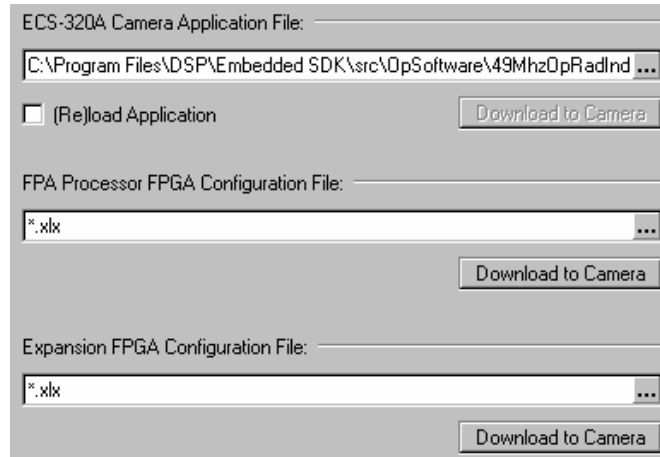 ECS-320A Camera Application File:
C:\Program Files\DSP\Embedded SDK\src\OpSoftware\49MhzOpRadInd ...
(Re)load Application
Download to Camera
FPA Processor FPGA Configuration File:
*.xlx ...
Download to Camera
Expansion FPGA Configuration File:
*.xlx ...
Download to Camera